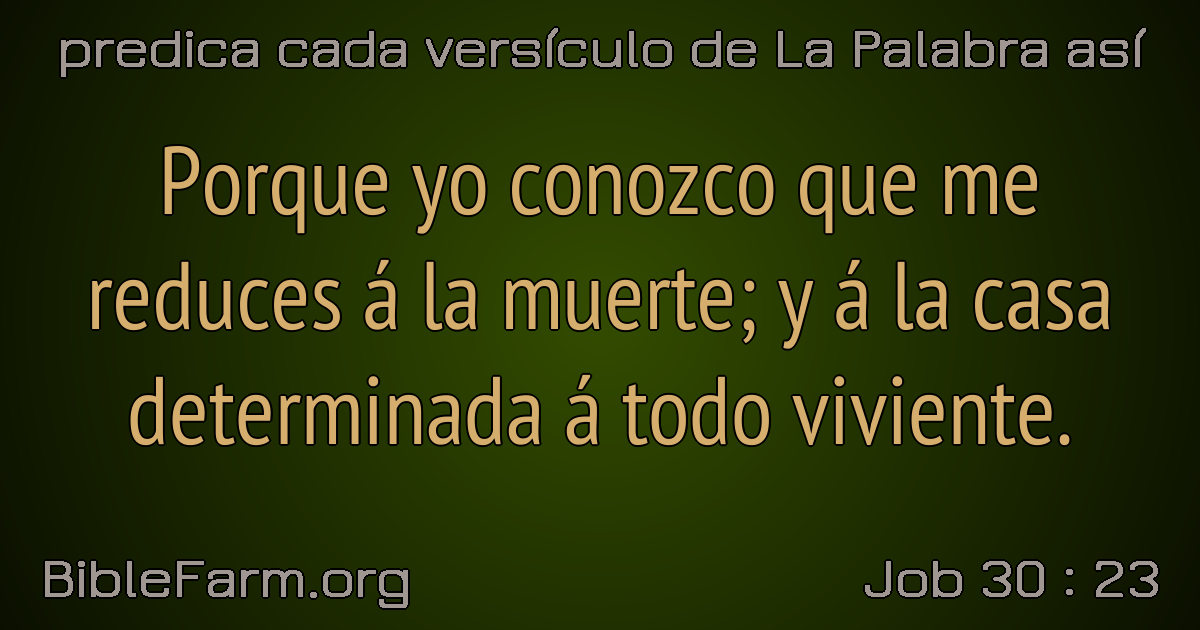 predica cada versículo de La Palabra así
Porque yo conozco que me
reduces á la muerte; y á la casa
determinada á todo viviente.
BibleFarm.org
Job 30 : 23